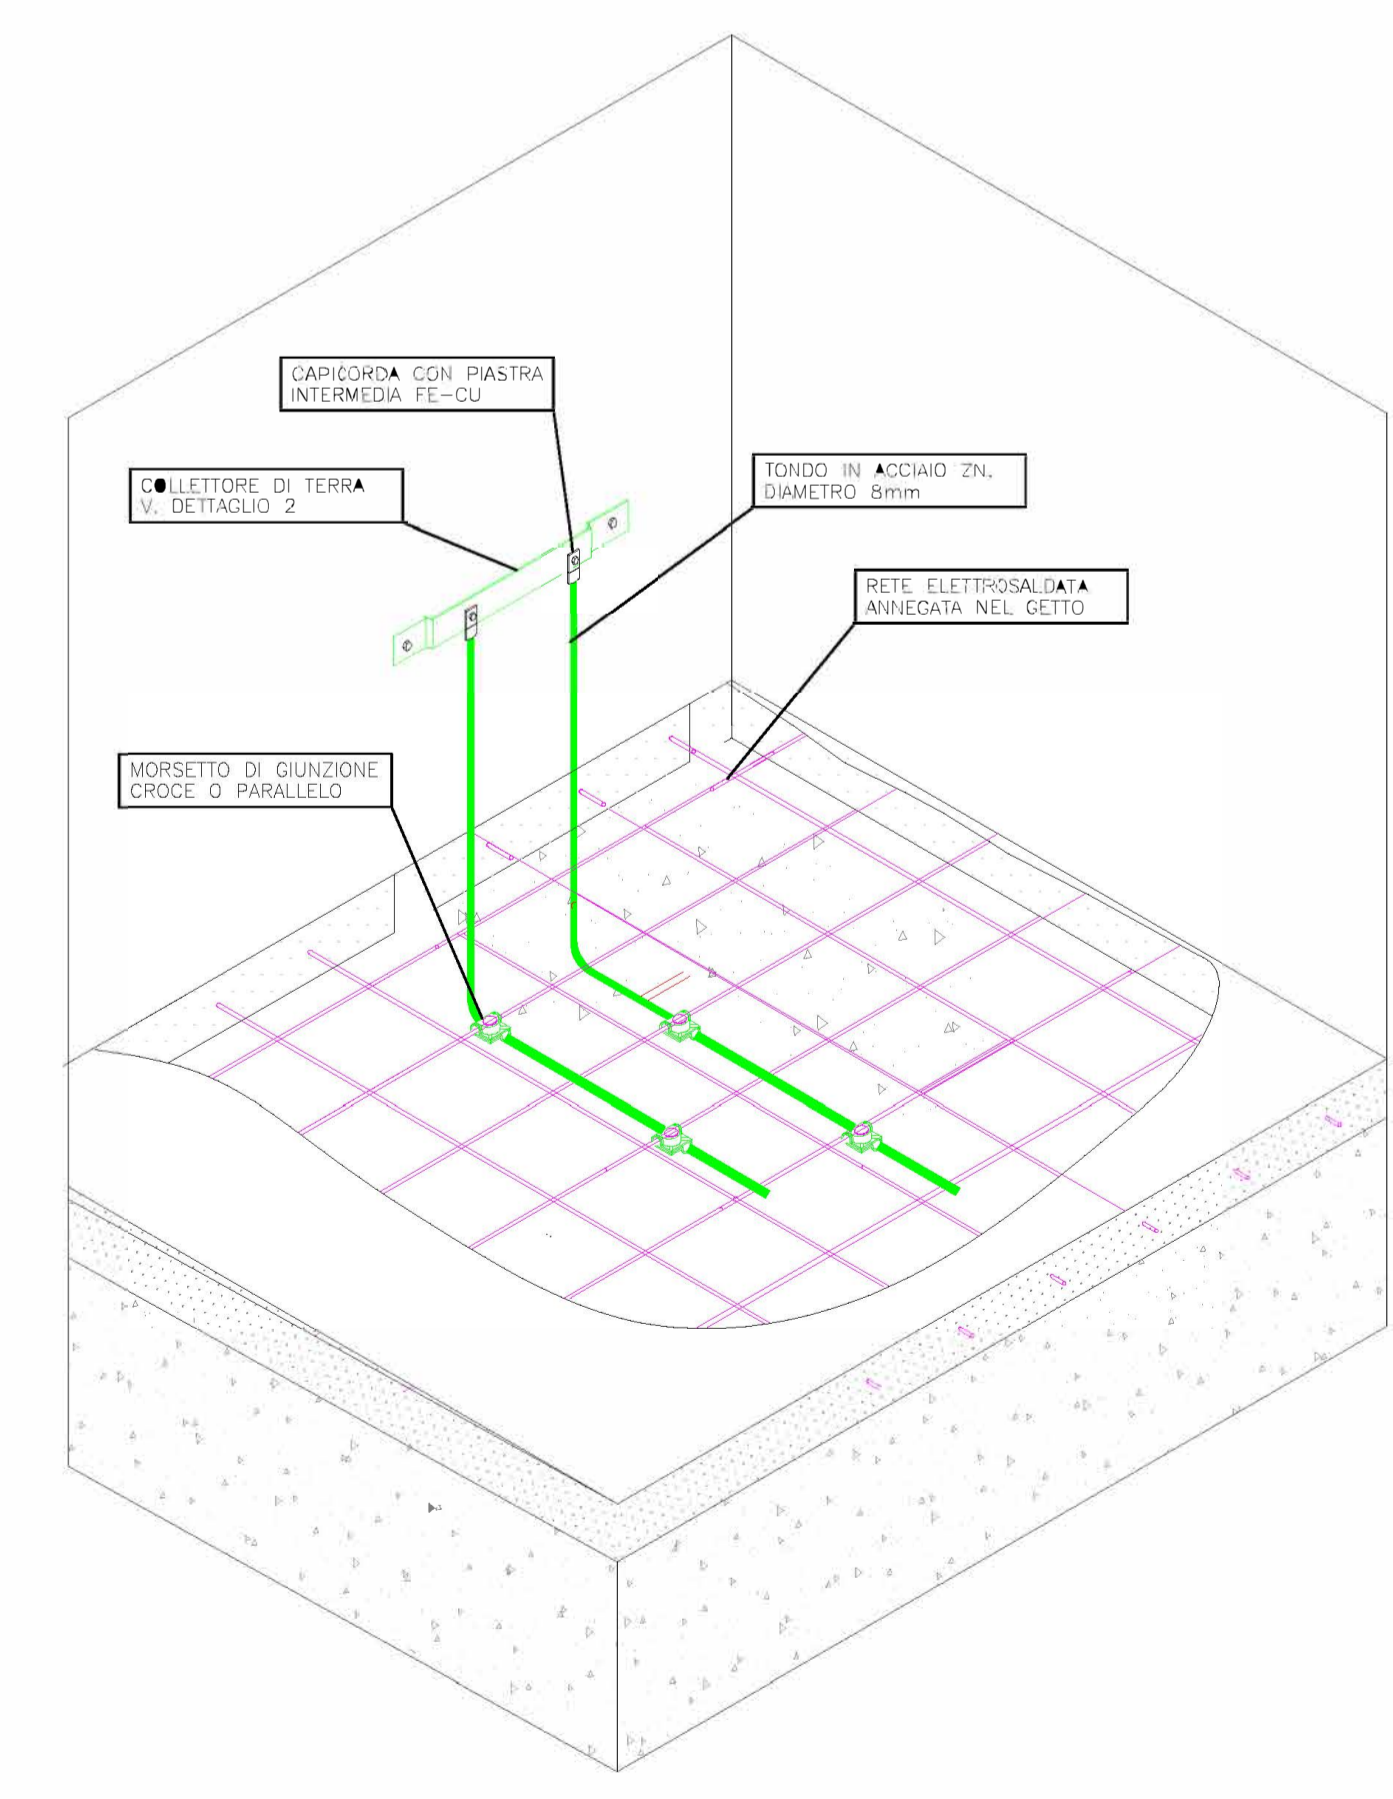 CAPICORDA CON PIASTRA
INTERMEDIA FE-CU
COLLETTORE DI TERRA
V. DETTAGLIO 2
TONDO IN ACCIAIO ZN.
DIAMETRO 8mm
RETE ELETTROSALDATA
ANNEGATA NEL GETTO
MORSETTO DI GIUNZIONE
CROCE O PARALLELO